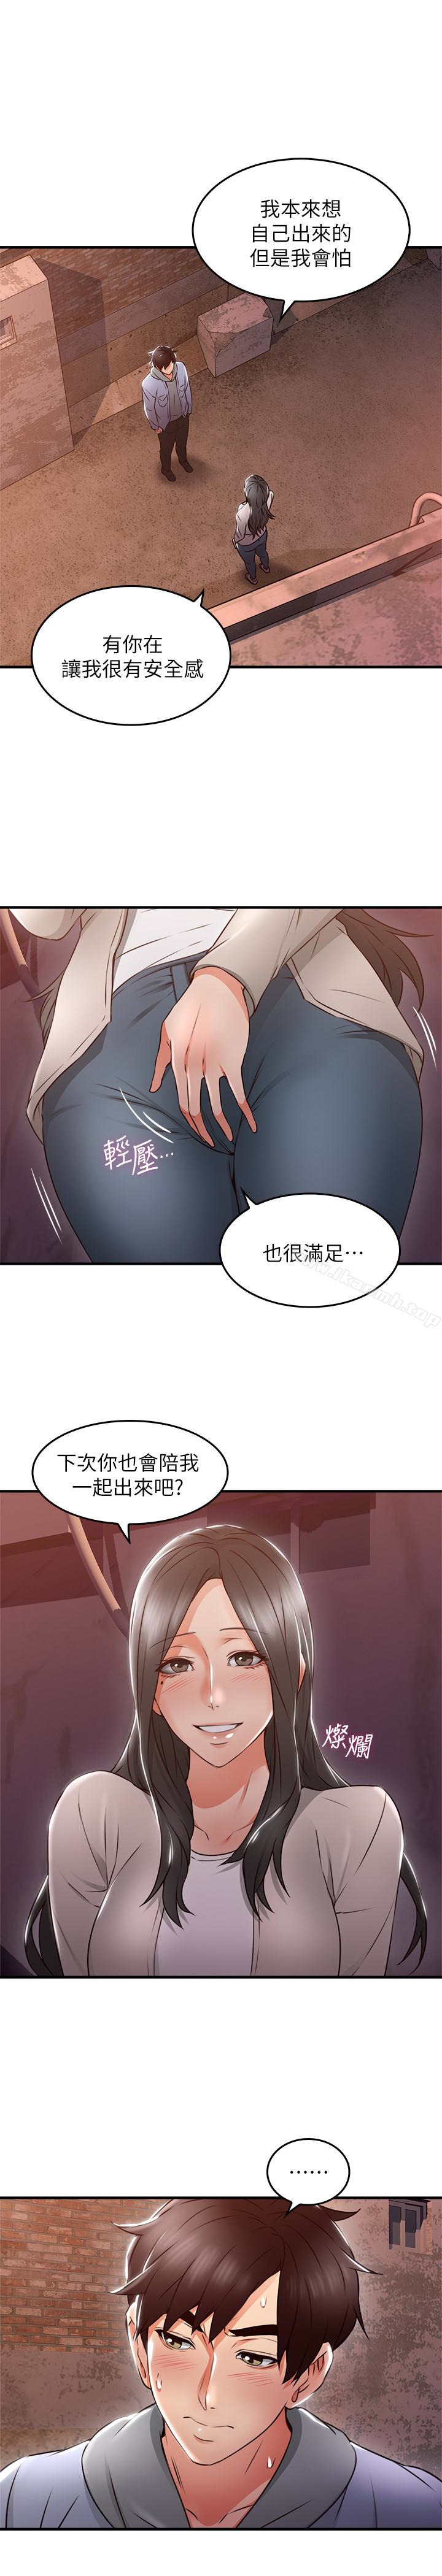 我本來想
自己出來的
但是我會怕
有你在
讓我很有安全感
輕壓…
也很滿足…
下次你也會陪我
一起出來吧?
燦爛
……